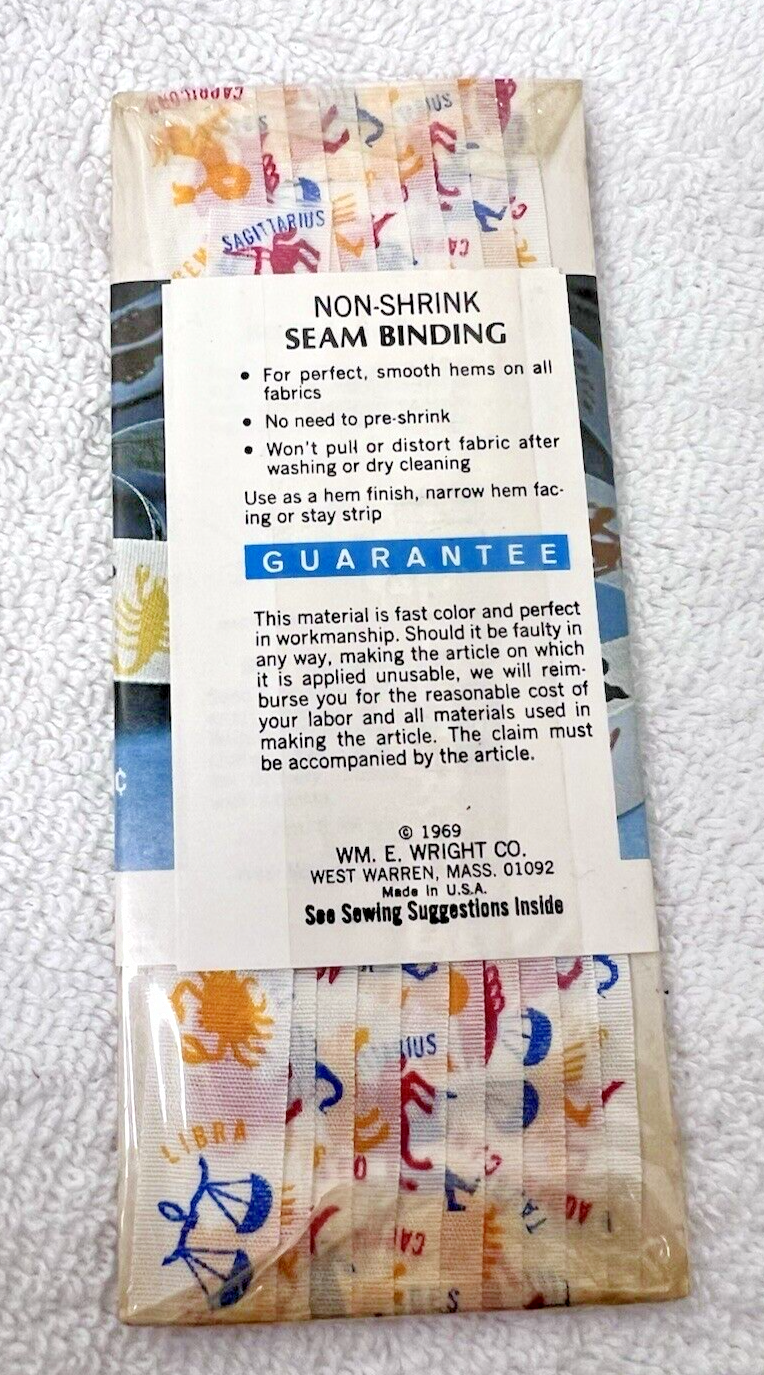 CAPRICORN
SAGITTARIUS
NON-SHRINK
SEAM BINDING
• For perfect, smooth hems on all
fabrics
• No need to pre-shrink
• Won't pull or distort fabric after
washing or dry cleaning
Use as a hem finish, narrow hem fac-
ing or stay strip
GUARANTEE
This material is fast color and perfect
in workmanship. Should it be faulty in
any way, making the article on which
it is applied unusable, we will reim-
burse you for the reasonable cost of
your labor and all materials used in
making the article. The claim must
be accompanied by the article.
¢
© 1969
WM. E. WRIGHT CO.
WEST WARREN, MASS. 01092
Made in U.S.A.
See Sewing Suggestions Inside
IUS
LIBRA